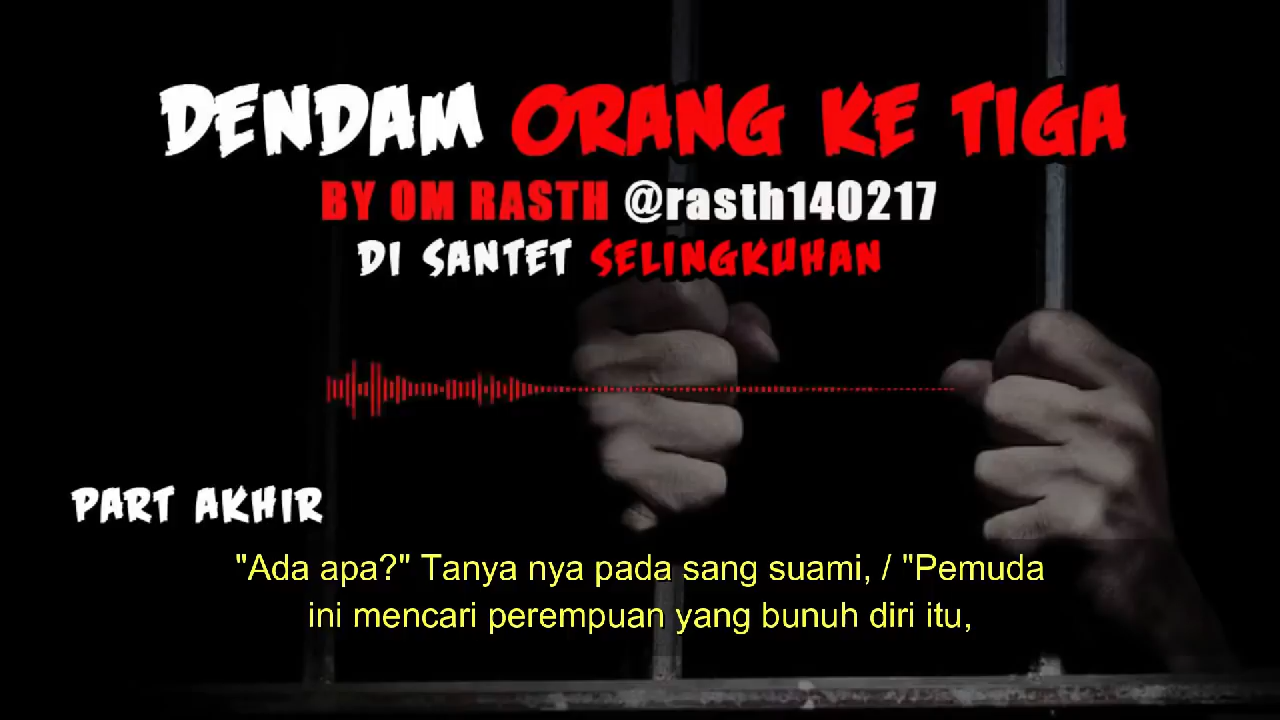 DENDAM ORANG KE TIGA
BY OM RASTH @rasth140217
DI SANTET SELINGKUHAN
PART AKHIR
"Ada apa?" Tanya nya pada sang suami, / "Pemuda
ini mencari perempuan yang bunuh diri itu,